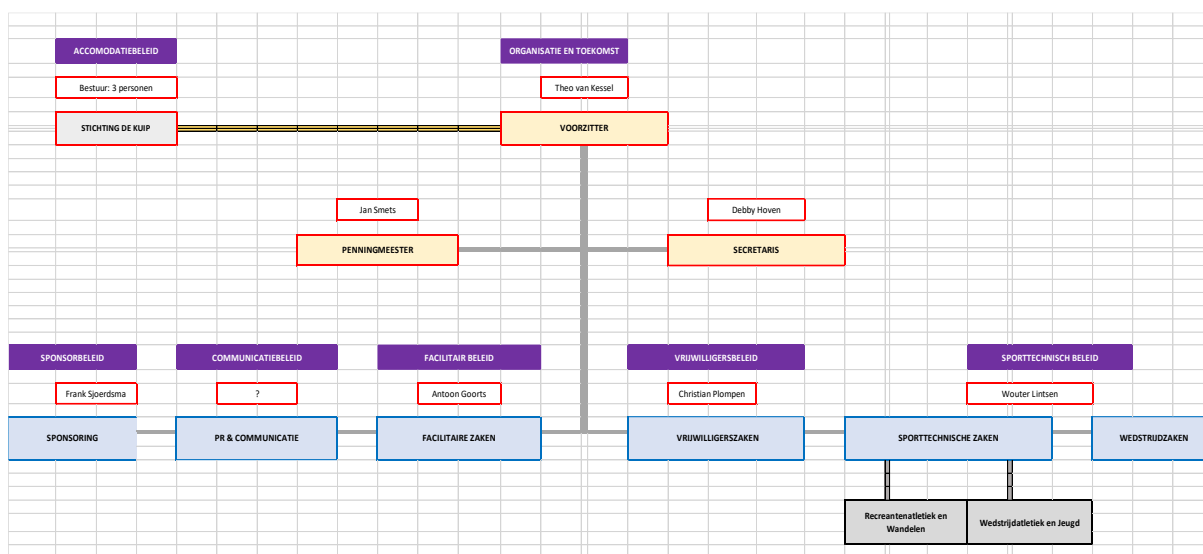 ACCOMODATIEBELEID
ORGANISATIE EN TOEKOMST
Bestuur: 3 personen
Theo van Kessel
STICHTING DE KUIP
VOORZITTER
Jan Smets
Debby Hoven
PENNINGMEESTER
SECRETARIS
SPONSORBELEID
COMMUNICATIEBELEID
FACILITAIR BELEID
VRIJWILLIGERSBELEID
SPORTTECHNISCH BELEID
Frank Sjoerdsma
?
Antoon Goorts
Christian Plompen
Wouter Lintsen
SPONSORING
PR & COMMUNICATIE
FACILITAIRE ZAKEN
VRIJWILLIGERSZAKEN
SPORTTECHNISCHE ZAKEN
WEDSTRIJDZAKEN
Recreantenatletiek en
Wandelen
Wedstrijdatletiek en Jeugd